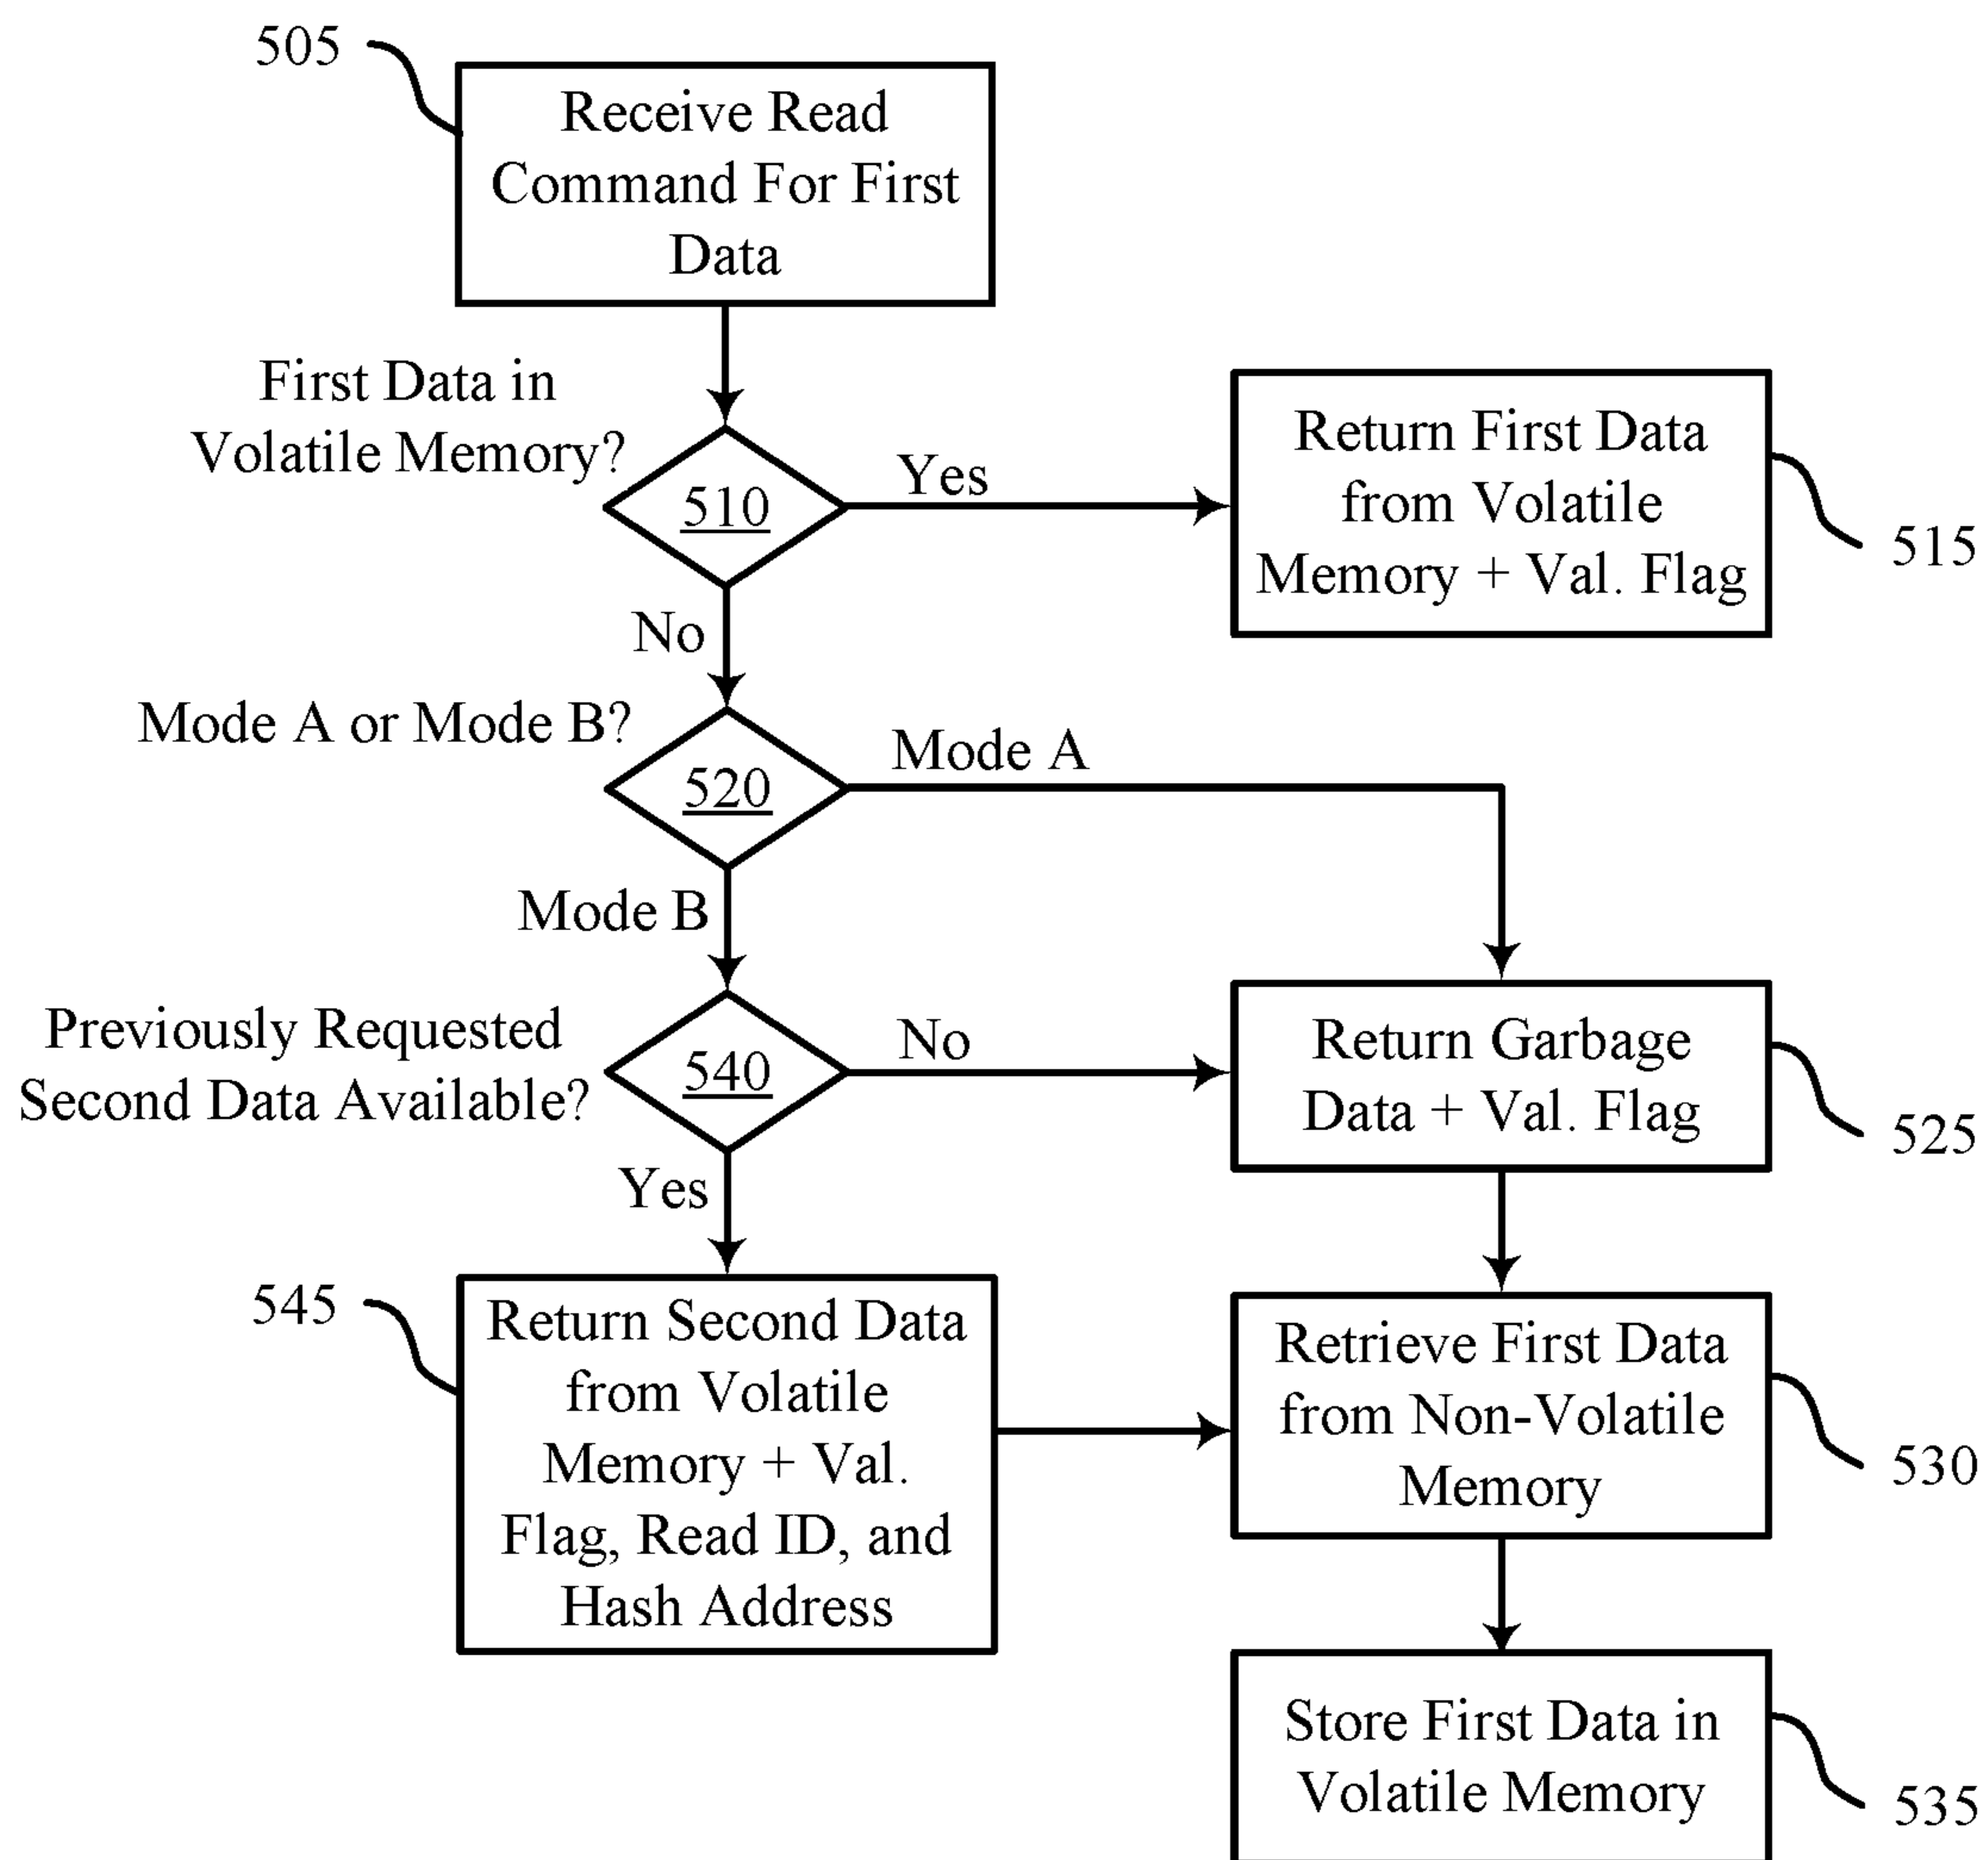 505
Receive Read
Command For First
Data
First Data in
Volatile Memory?
510
Yes
Return First Data
from Volatile
Memory + Val. Flag
515
No
Mode A or Mode B?
520
Mode A
Mode B
Previously Requested
Second Data Available?
540
No
Return Garbage
Data + Val. Flag
525
Yes
545
Return Second Data
from Volatile
Memory + Val.
Flag, Read ID, and
Hash Address
Retrieve First Data
from Non-Volatile
Memory
530
Store First Data in
Volatile Memory
535